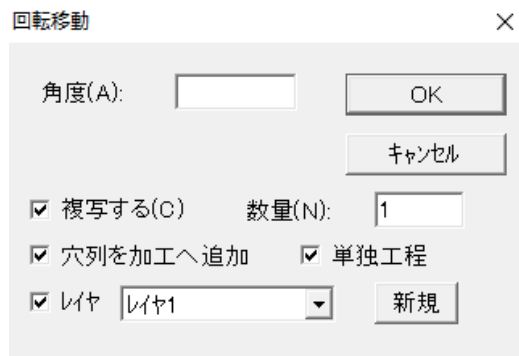 回転移動
角度(A):
OK
ｷｬﾝｾﾙ
複写する(C) 数量(N): 1
穴列を加工へ追加 単独工程
ﾚｲﾔ ﾚｲﾔ1 新規